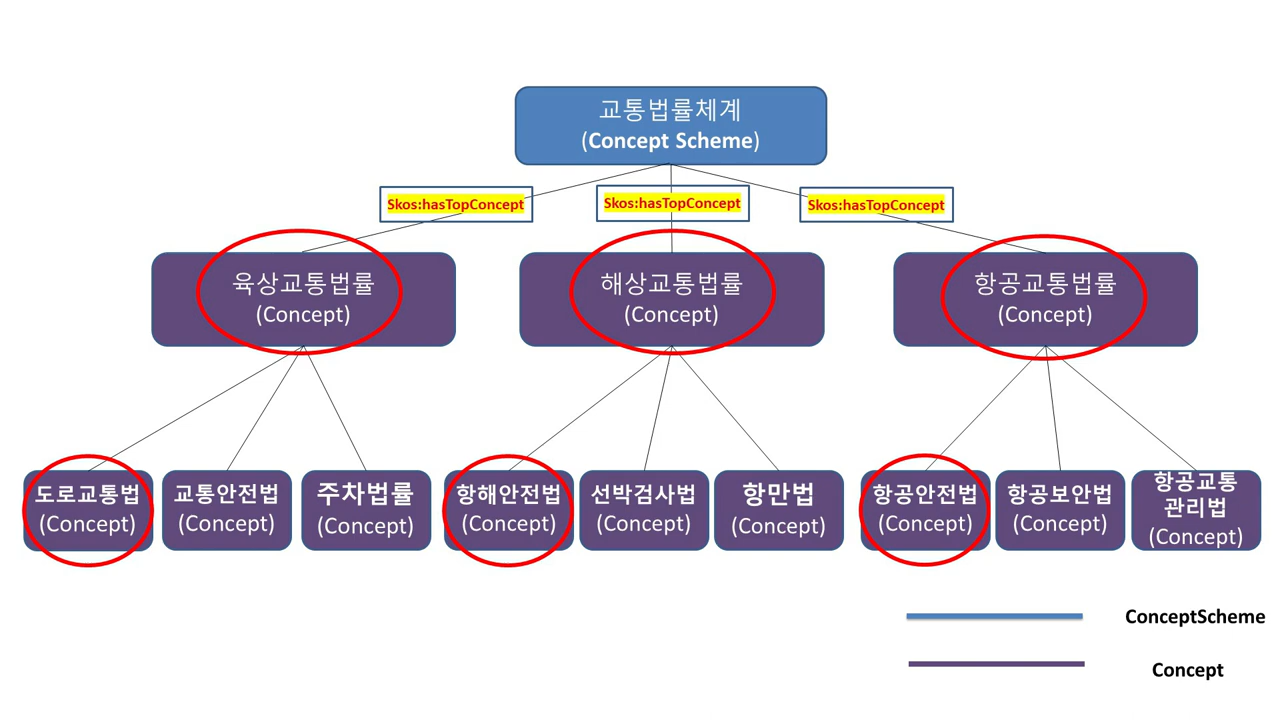 교통법률체계
(Concept Scheme)
Skos:hasTopConcept
Skos:hasTopConcept
Skos:hasTopConcept
육상교통법률
(Concept)
해상교통법률
(Concept)
항공교통법률
(Concept)
도로교통법
(Concept)
교통안전법
(Concept)
주차법률
(Concept)
항해안전법
(Concept)
선박검사법
(Concept)
항만법
(Concept)
항공안전법
(Concept)
항공보안법
(Concept)
항공교통
관리법
(Concept)
ConceptScheme
Concept